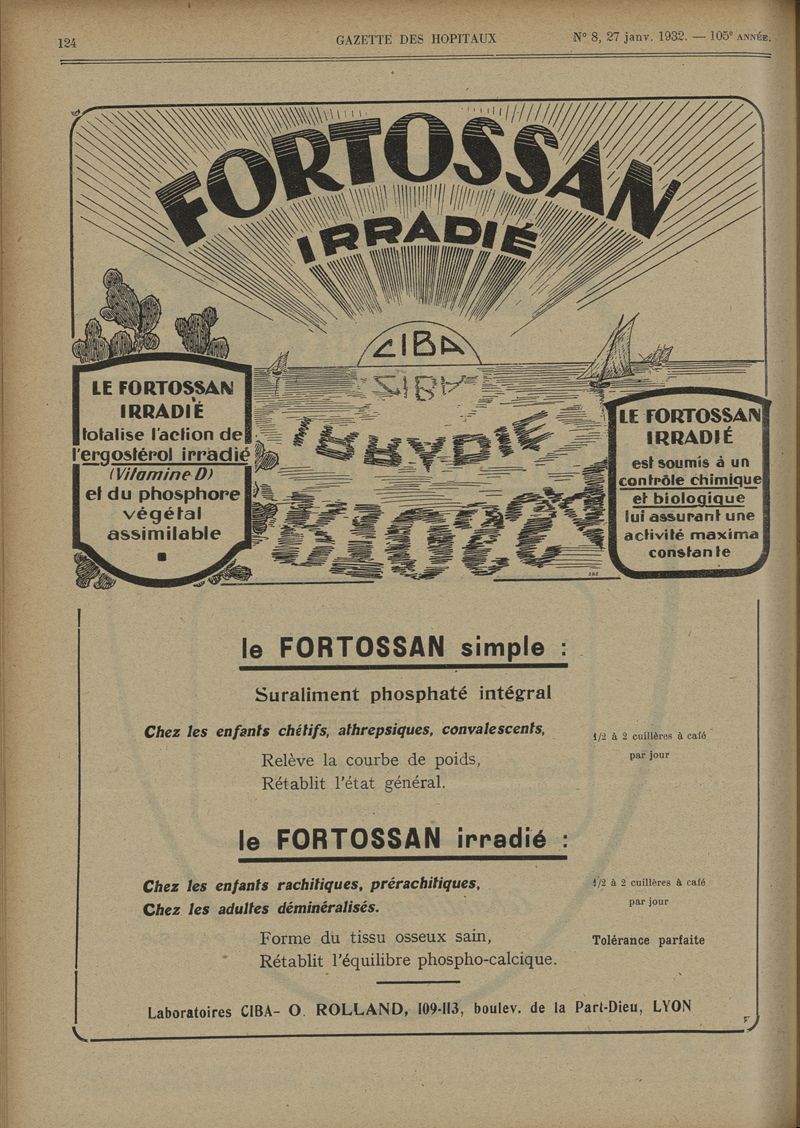 124
GAZETTE DES HOPITAUX
N° 8, 27 janv. 1932. — 105e ANNÉE.
FORTOSSAN
IRRADIÉ
CIBA
CIBA
IRRADIÉ
LE FORTOSSAN
IRRADIÉ
totalise l'action de
l'ergostérol irradié
(Vitamine D)
et du phosphore
végétal
assimilable
LE FORTOSSAN
IRRADIÉ
est soumis à un
contrôle chimique
et biologique
lui assurant une
activité maxima
constante
le FORTOSSAN simple :
Suraliment phosphaté intégral
Chez les enfants chétifs, athrepsiques, convalescents,
1/2 à 2 cuillères à café
par jour
Relève la courbe de poids,
Rétablit l'état général.
le FORTOSSAN irradié :
Chez les enfants rachitiques, prérachitiques,
Chez les adultes déminéralisés.
1/2 à 2 cuillères à café
par jour
Forme du tissu osseux sain,
Rétablit l'équilibre phospho-calcique.
Tolérance parfaite
Laboratoires CIBA- O. ROLLAND, 109-113, boulev. de la Part-Dieu, LYON